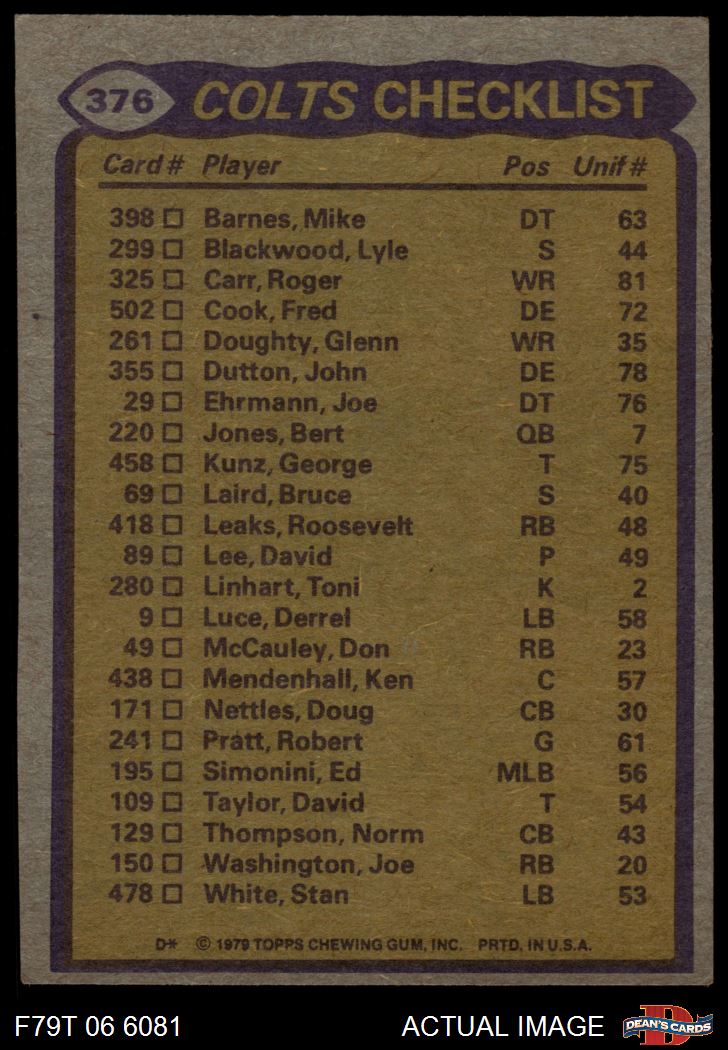 376 COLTS CHECKLIST
Card # Player Pos Unif #
398 Barnes, Mike DT 63
299 Blackwood, Lyle S 44
325 Carr, Roger WR 81
502 Cook, Fred DE 72
261 Doughty, Glenn WR 35
355 Dutton, John DE 78
29 Ehrmann, Joe DT 76
220 Jones, Bert QB 7
458 Kunz, George T 75
69 Laird, Bruce S 40
418 Leaks, Roosevelt RB 48
89 Lee, David P 49
280 Linhart, Toni K 2
9 Luce, Derrel LB 58
49 McCauley, Don RB 23
438 Mendenhall, Ken C 57
171 Nettles, Doug CB 30
241 Pratt, Robert G 61
195 Simonini, Ed MLB 56
109 Taylor, David T 54
129 Thompson, Norm CB 43
150 Washington, Joe RB 20
478 White, Stan LB 53
D* © 1979 TOPPS CHEWING GUM, INC. PRTD. IN U.S.A.
F79T 06 6081 ACTUAL IMAGE D DEAN'S CARDS